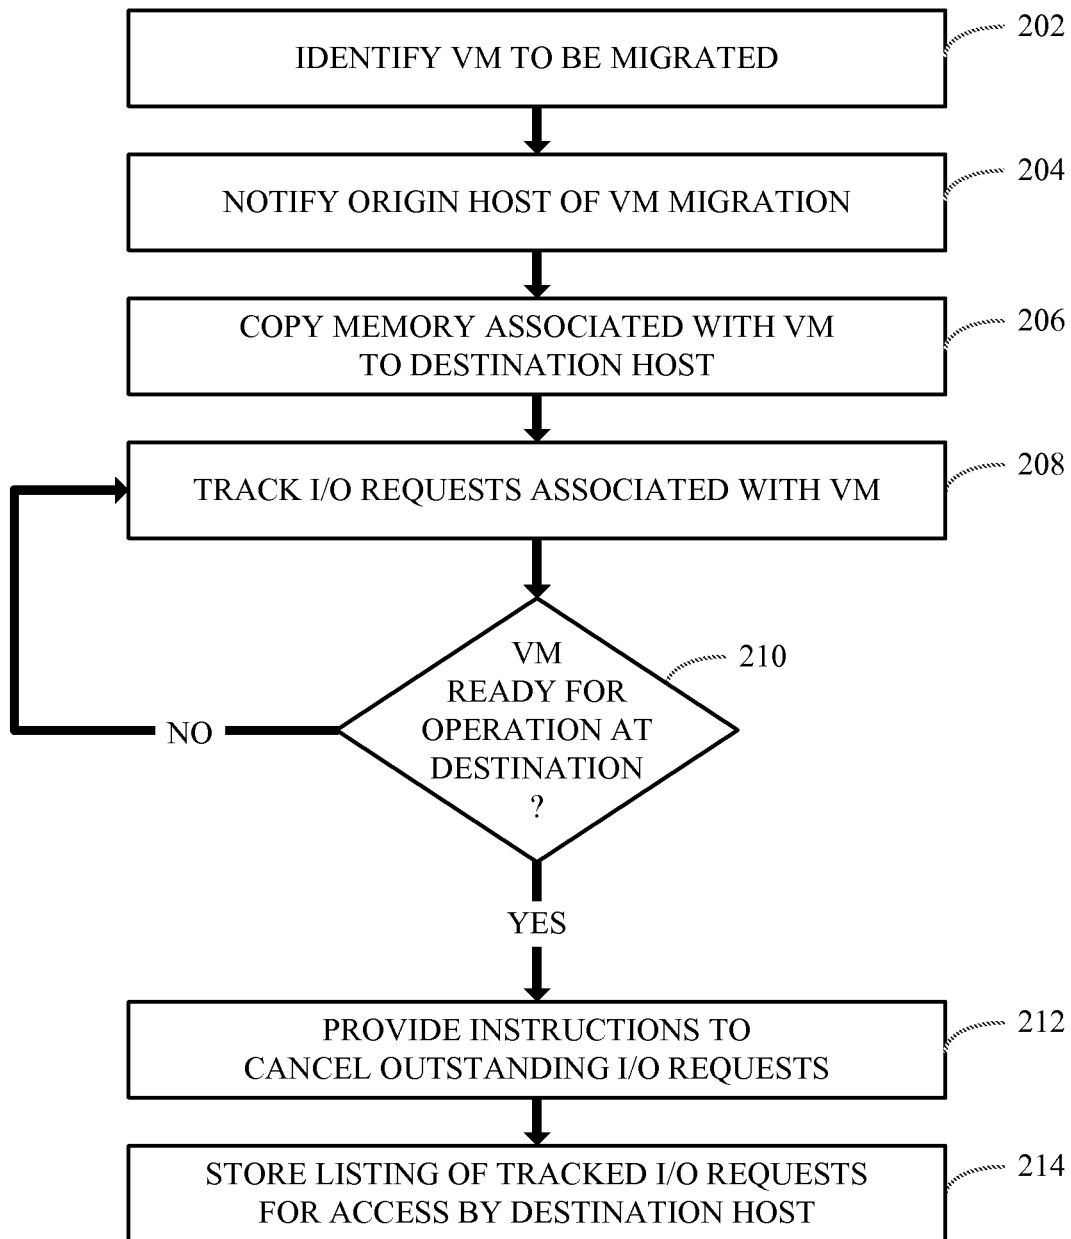 IDENTIFY VM TO BE MIGRATED
202
NOTIFY ORIGIN HOST OF VM MIGRATION
204
COPY MEMORY ASSOCIATED WITH VM
TO DESTINATION HOST
206
TRACK I/O REQUESTS ASSOCIATED WITH VM
208
VM
READY FOR
OPERATION AT
DESTINATION
?
210
NO
YES
PROVIDE INSTRUCTIONS TO
CANCEL OUTSTANDING I/O REQUESTS
212
STORE LISTING OF TRACKED I/O REQUESTS
FOR ACCESS BY DESTINATION HOST
214